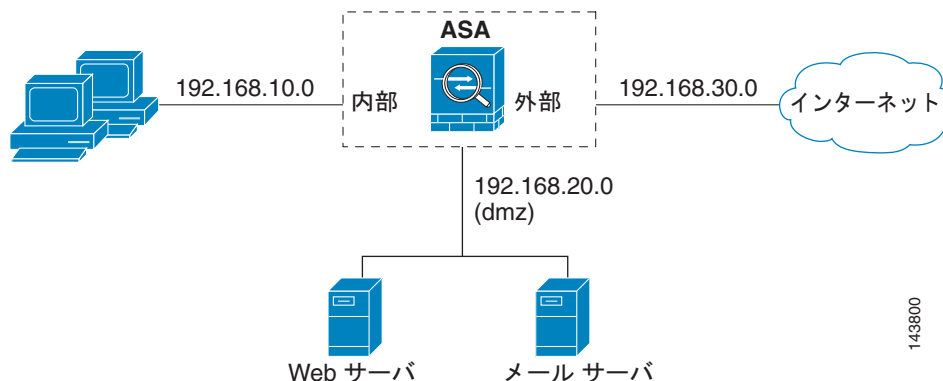 ASA
192.168.10.0
内部
外部
192.168.30.0
インターネット
192.168.20.0
(dmz)
Web サーバ
メール サーバ
143800